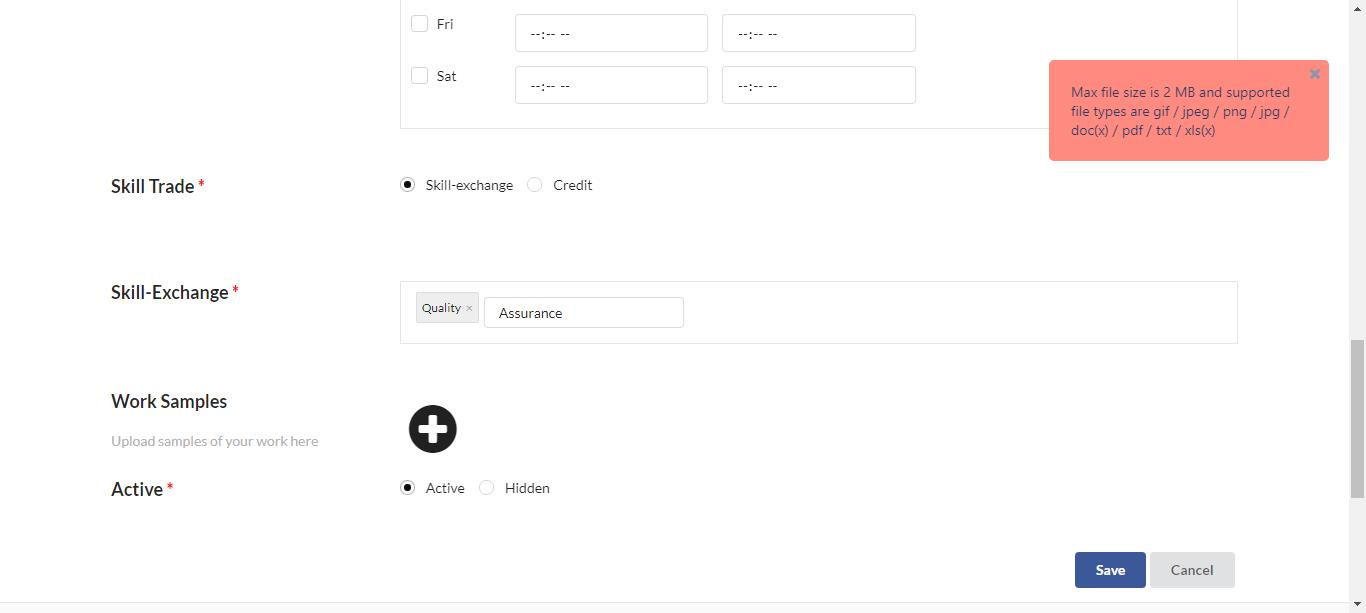 Fri
--:-- --
--:-- --
Sat
--:-- --
--:-- --
×
Max file size is 2 MB and supported
file types are gif / jpeg / png / jpg /
doc(x) / pdf / txt / xls(x)
Skill Trade *
Skill-exchange
Credit
Skill-Exchange *
Quality ×
Assurance
Work Samples
Upload samples of your work here
Active *
Active
Hidden
Save
Cancel